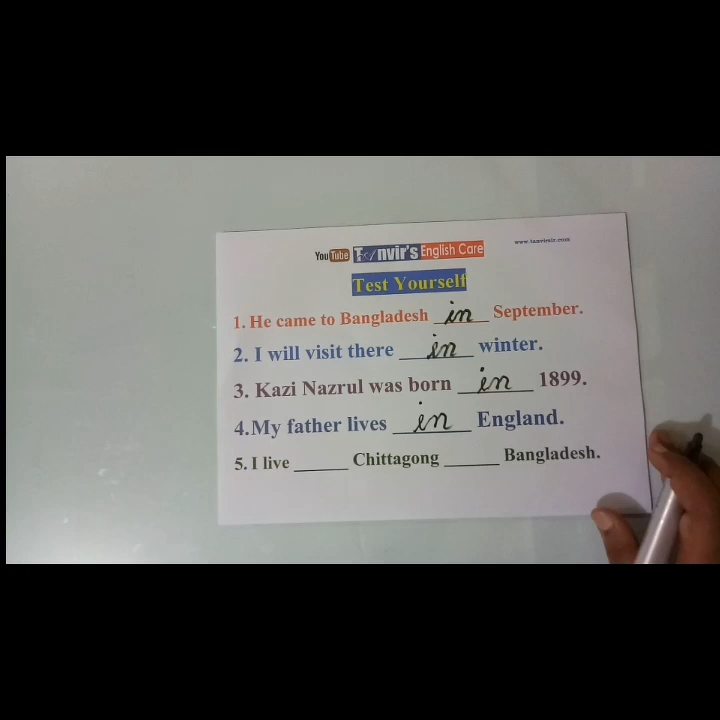 YouTube Tanvir's English Care www.tanvirsir.com
Test Yourself
1. He came to Bangladesh in September.
2. I will visit there in winter.
3. Kazi Nazrul was born in 1899.
4.My father lives in England.
5. I live ______ Chittagong ______ Bangladesh.